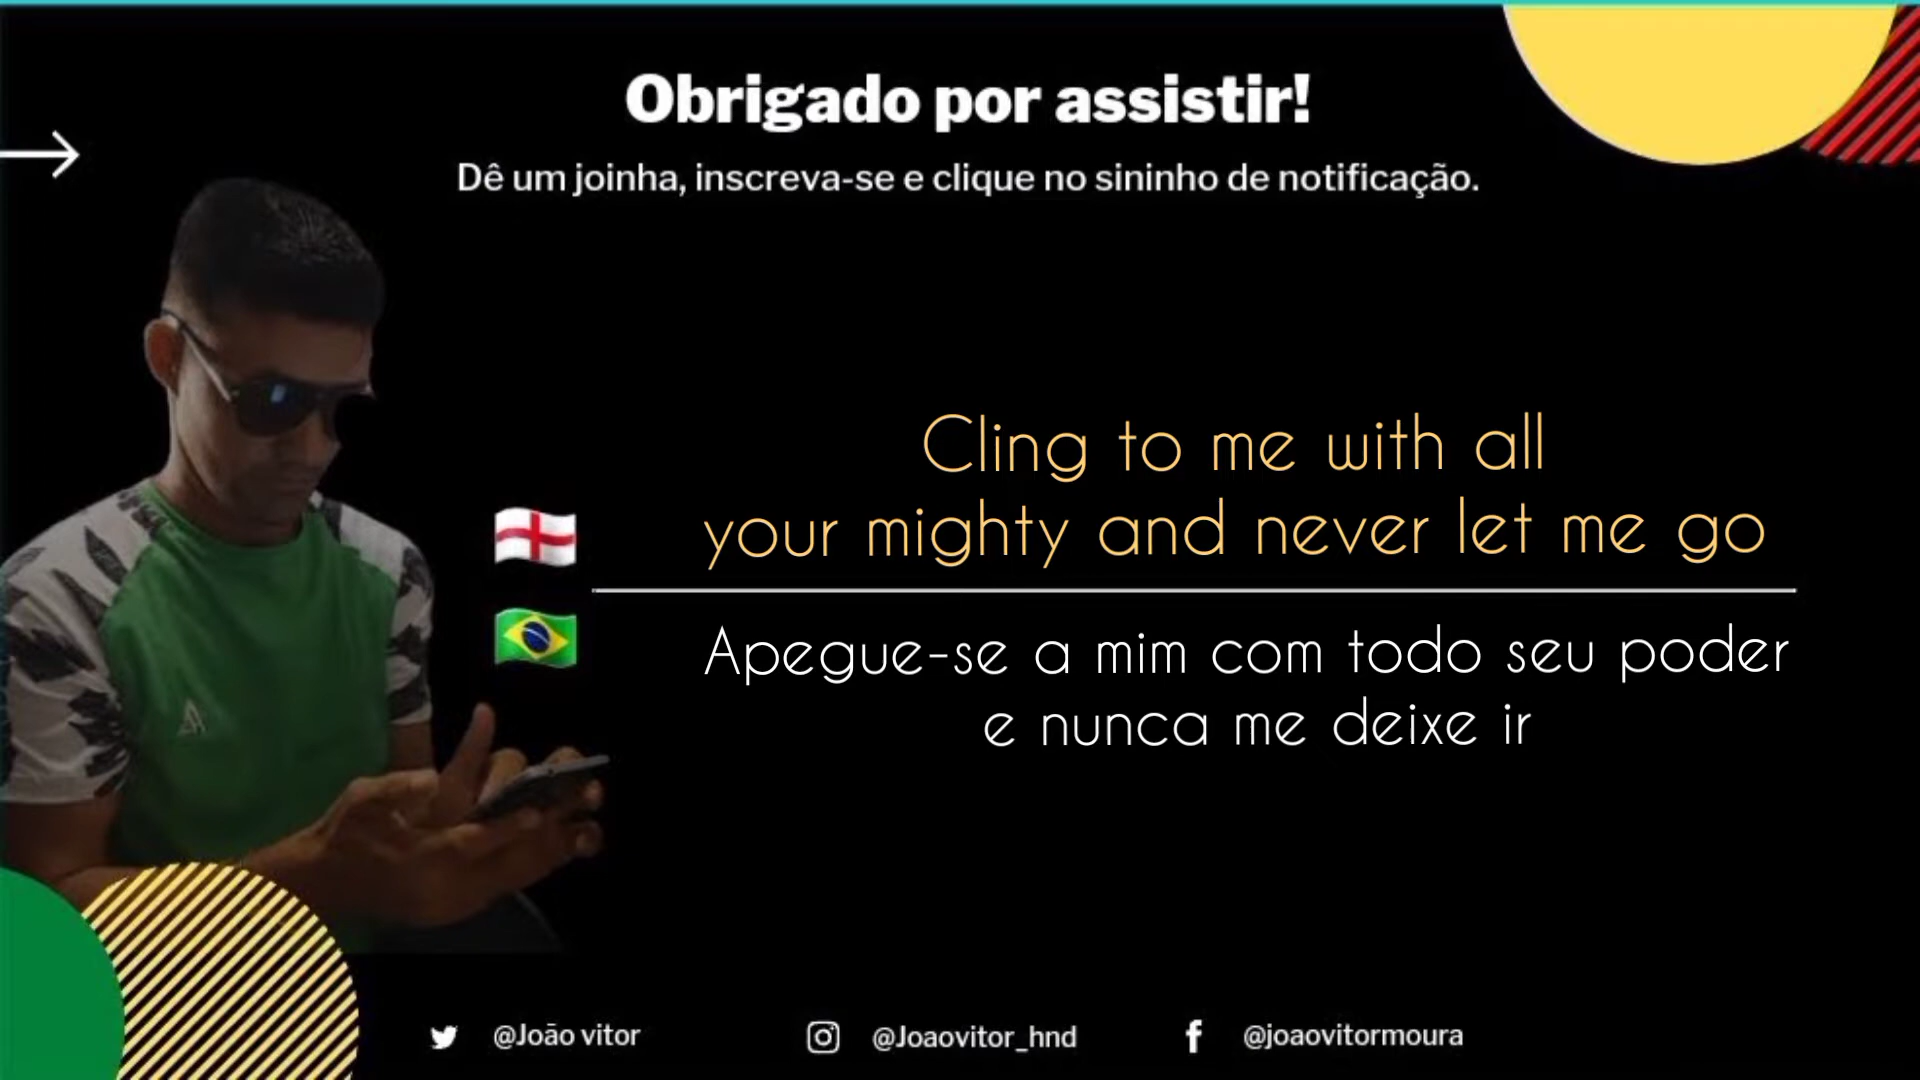 Obrigado por assistir!
Dê um joinha, inscreva-se e clique no sininho de notificação.
Cling to me with all
your mighty and never let me go
Apegue-se a mim com todo seu poder
e nunca me deixe ir
@João vitor
@Joaovitor_hnd
@joaovitormoura